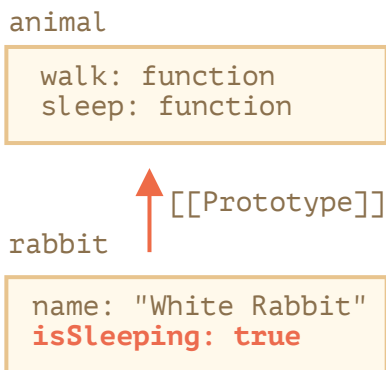 animal
walk: function
sleep: function
[[Prototype]]
rabbit
name: "White Rabbit"
isSleeping: true